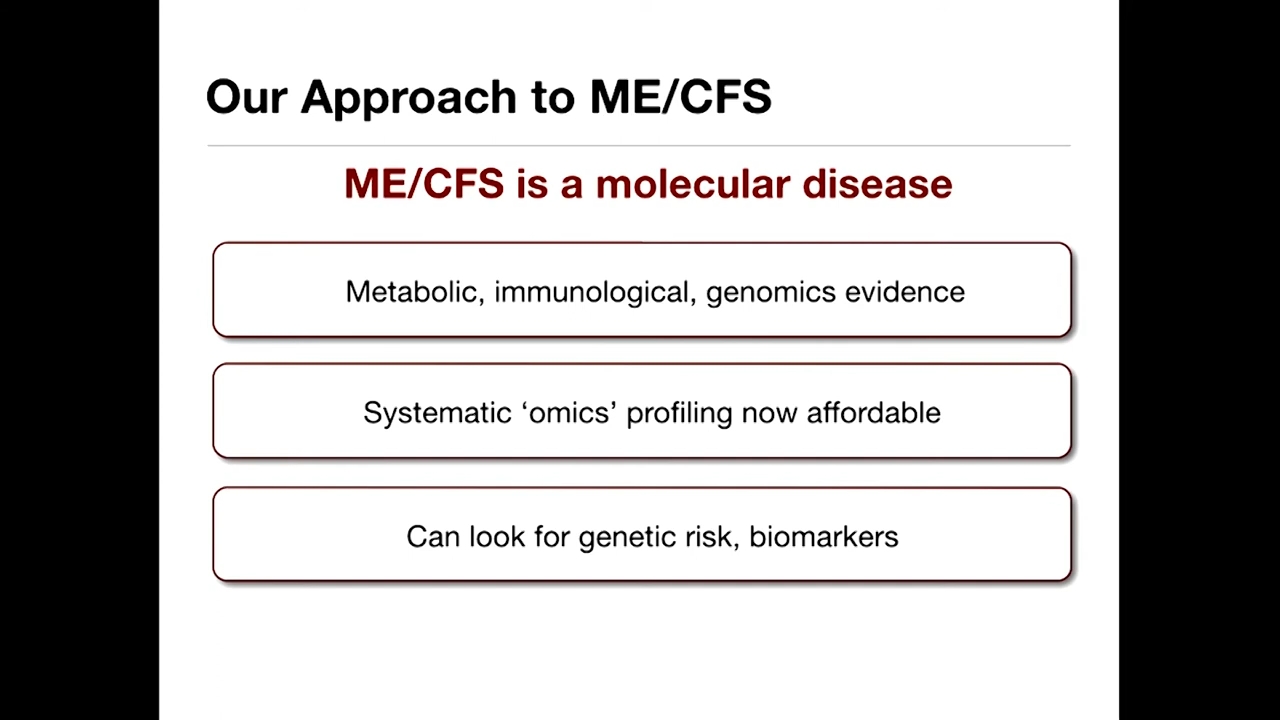 Our Approach to ME/CFS
ME/CFS is a molecular disease
Metabolic, immunological, genomics evidence
Systematic ‘omics’ profiling now affordable
Can look for genetic risk, biomarkers